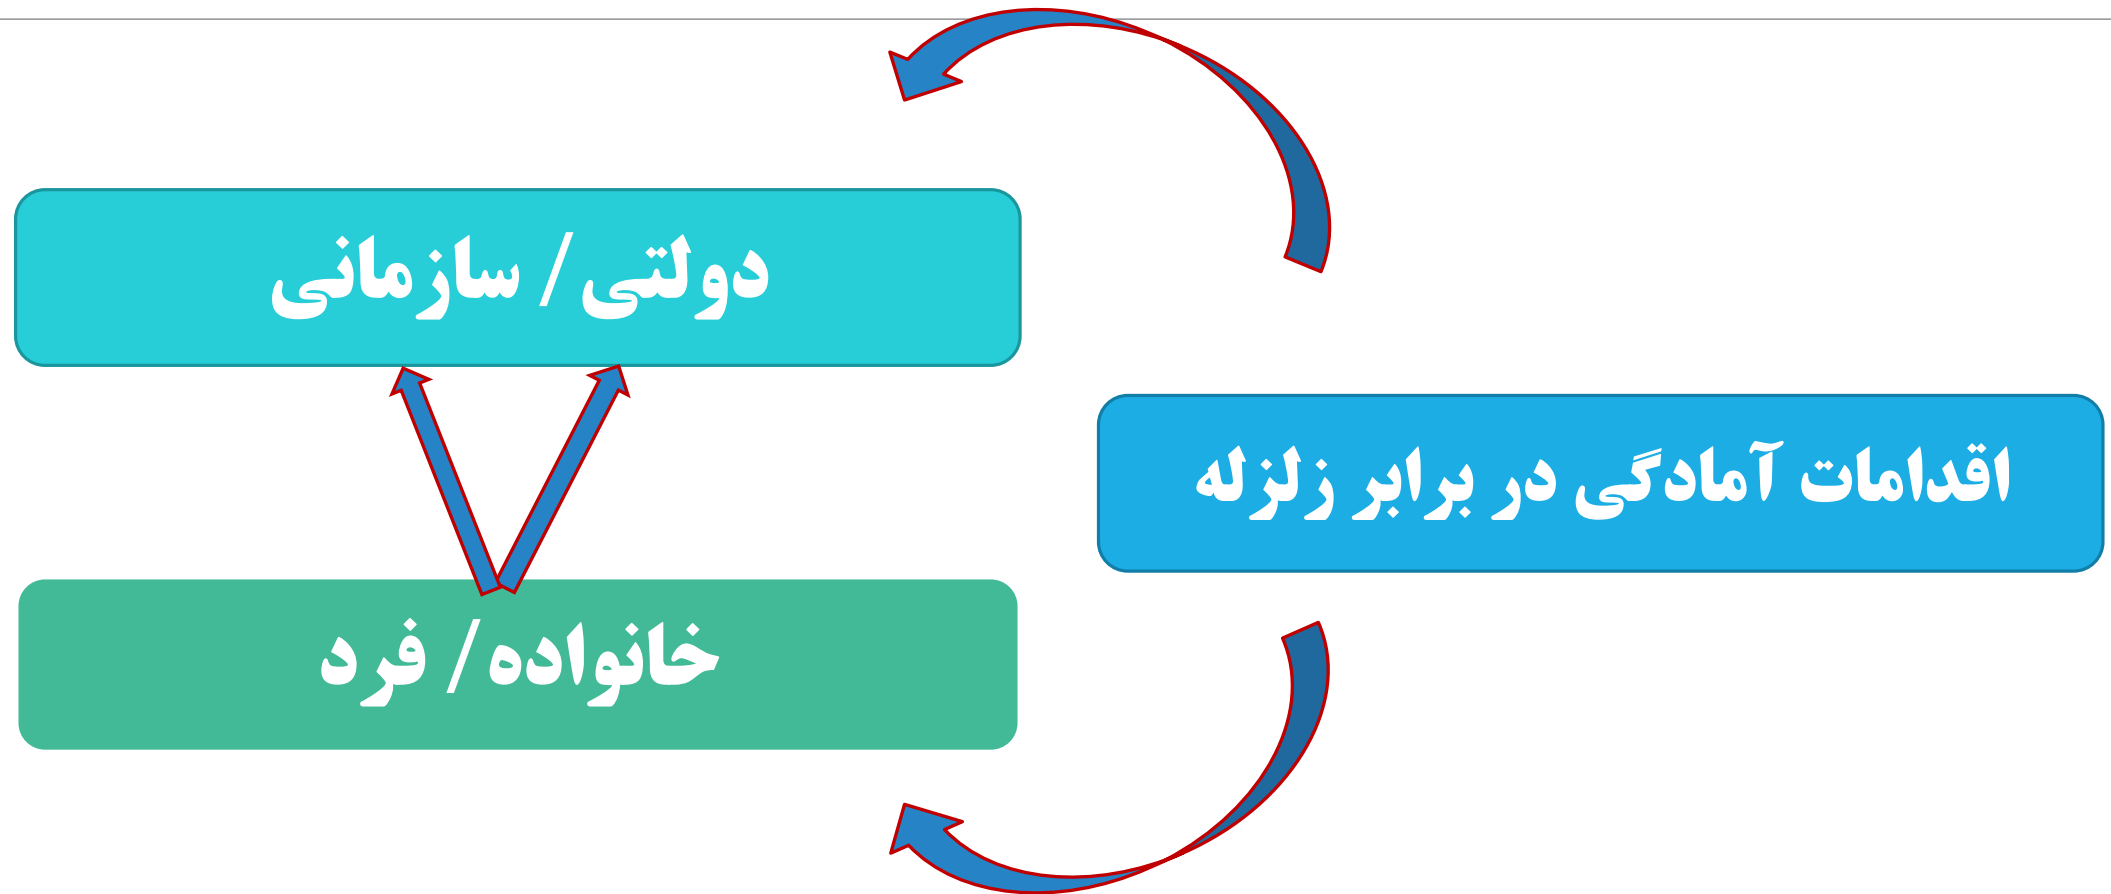 دولتی/ سازمانی
اقدامات آمادگی در برابر زلزله
خانواده/ فرد